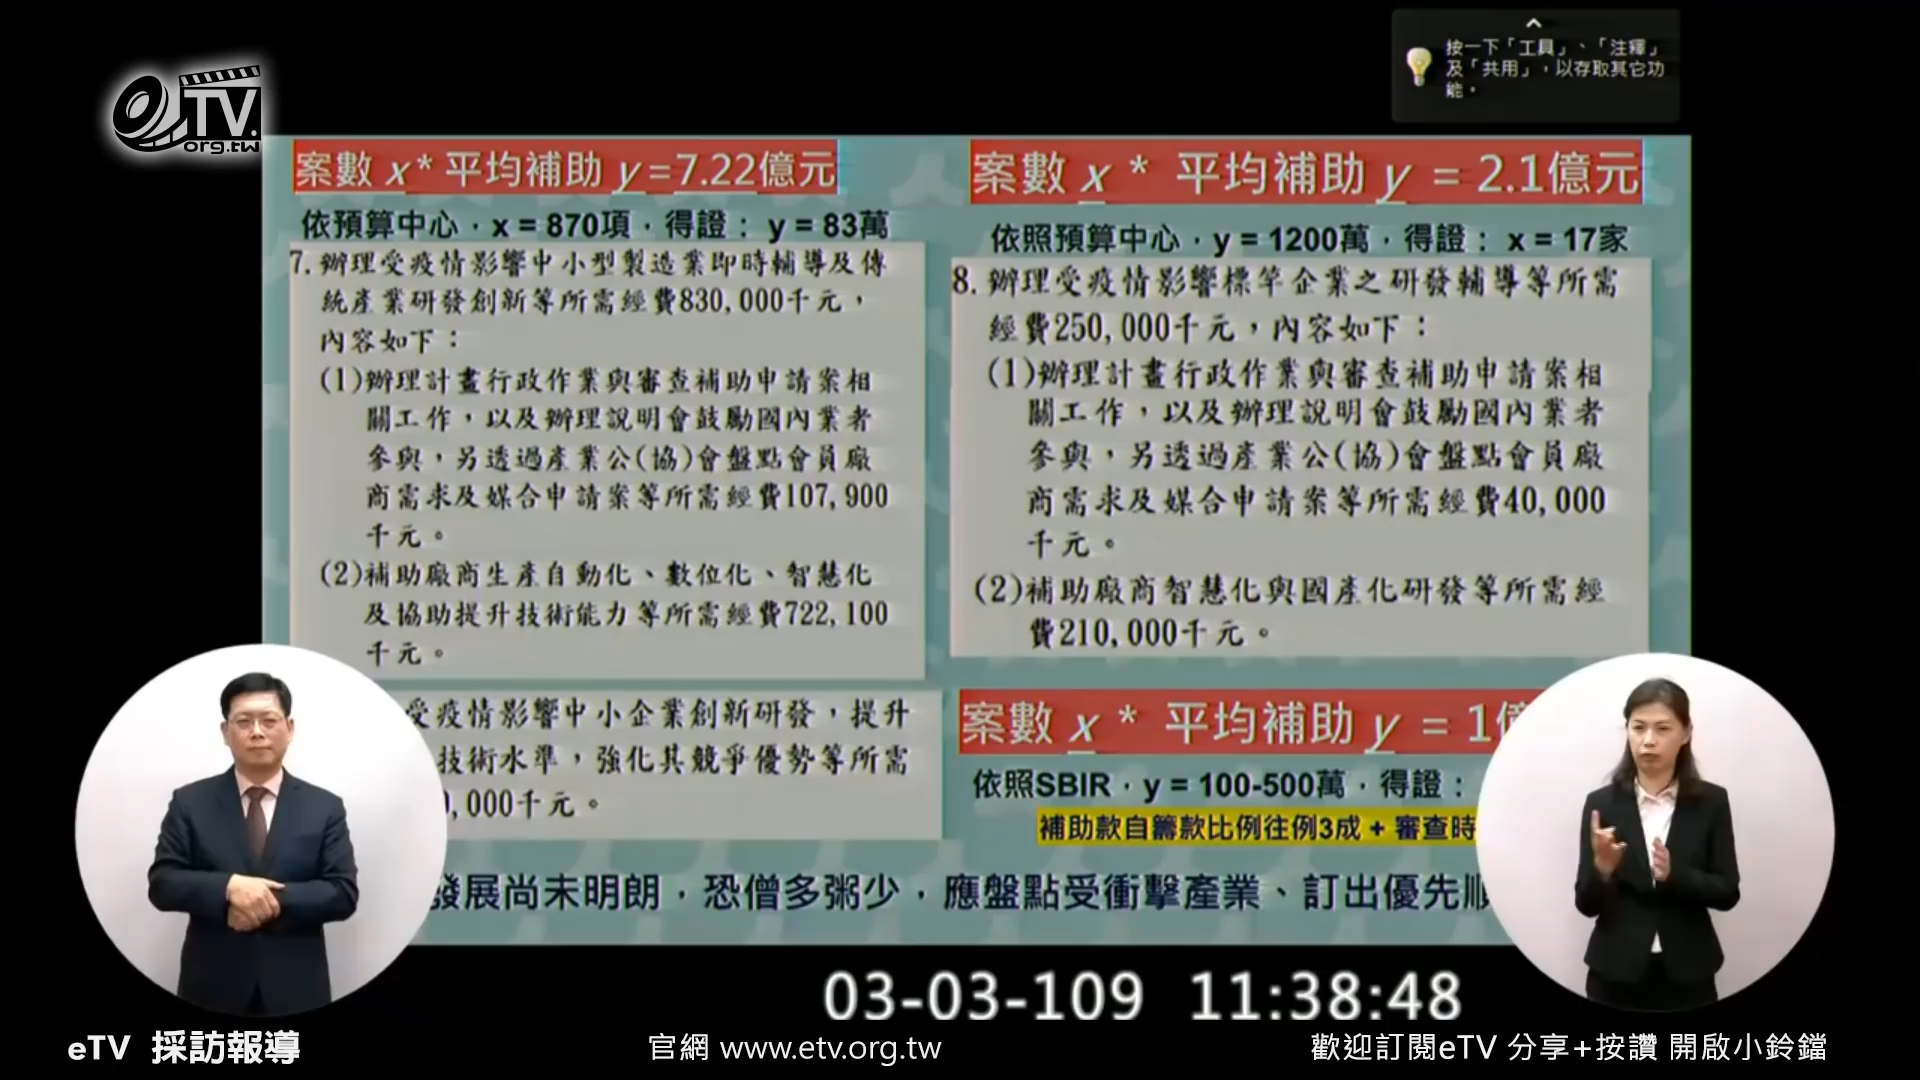 按一下「工具」、「注釋」
及「共用」，以存取其它功
能。
eTV.
org.tw
案數 x * 平均補助 y =7.22億元
依預算中心，x = 870項，得證： y = 83萬
7. 辦理受疫情影響中小型製造業即時輔導及傳
統產業研發創新等所需經費830,000千元，
內容如下：
(1)辦理計畫行政作業與審查補助申請案相
關工作，以及辦理說明會鼓勵國內業者
參與，另透過產業公(協)會盤點會員廠
商需求及媒合申請案等所需經費107,900
千元。
(2)補助廠商生產自動化、數位化、智慧化
及協助提升技術能力等所需經費722,100
千元。
案數 x * 平均補助 y = 2.1億元
依照預算中心，y = 1200萬，得證： x = 17家
8. 辦理受疫情影響標竿企業之研發輔導等所需
經費250,000千元，內容如下：
(1)辦理計畫行政作業與審查補助申請案相
關工作，以及辦理說明會鼓勵國內業者
參與，另透過產業公(協)會盤點會員廠
商需求及媒合申請案等所需經費40,000
千元。
(2)補助廠商智慧化與國產化研發等所需經
費210,000千元。
受疫情影響中小企業創新研發，提升
技術水準，強化其競爭優勢等所需
,000千元。
案數 x * 平均補助 y = 1億
依照SBIR，y = 100-500萬，得證：
補助款自籌款比例往例3成 + 審查時
發展尚未明朗，恐僧多粥少，應盤點受衝擊產業、訂出優先順
03-03-109 11:38:48
eTV 採訪報導
官網 www.etv.org.tw
歡迎訂閱eTV 分享+按讚 開啟小鈴鐺